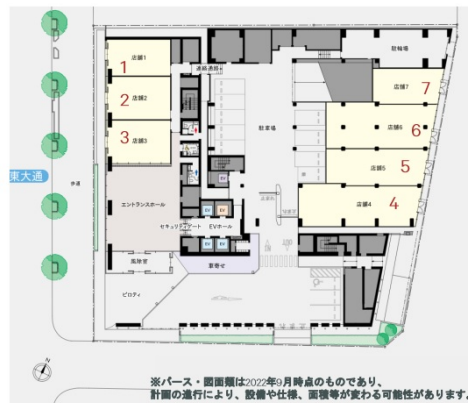 駐輪場
店舗1
1
連絡通路
店舗7
7
店舗2
2
店舗6
6
店舗3
3
駐車場
店舗5
5
東大通
歩道
EV
店舗4
4
エントランスホール
EV
EV
セキュリティゲート
EVホール
EV
EV
風除室
車寄せ
ピロティ
※パース・図面類は2022年9月時点のものであり、
計画の進行により、設備や仕様、面積等が変わる可能性があります。